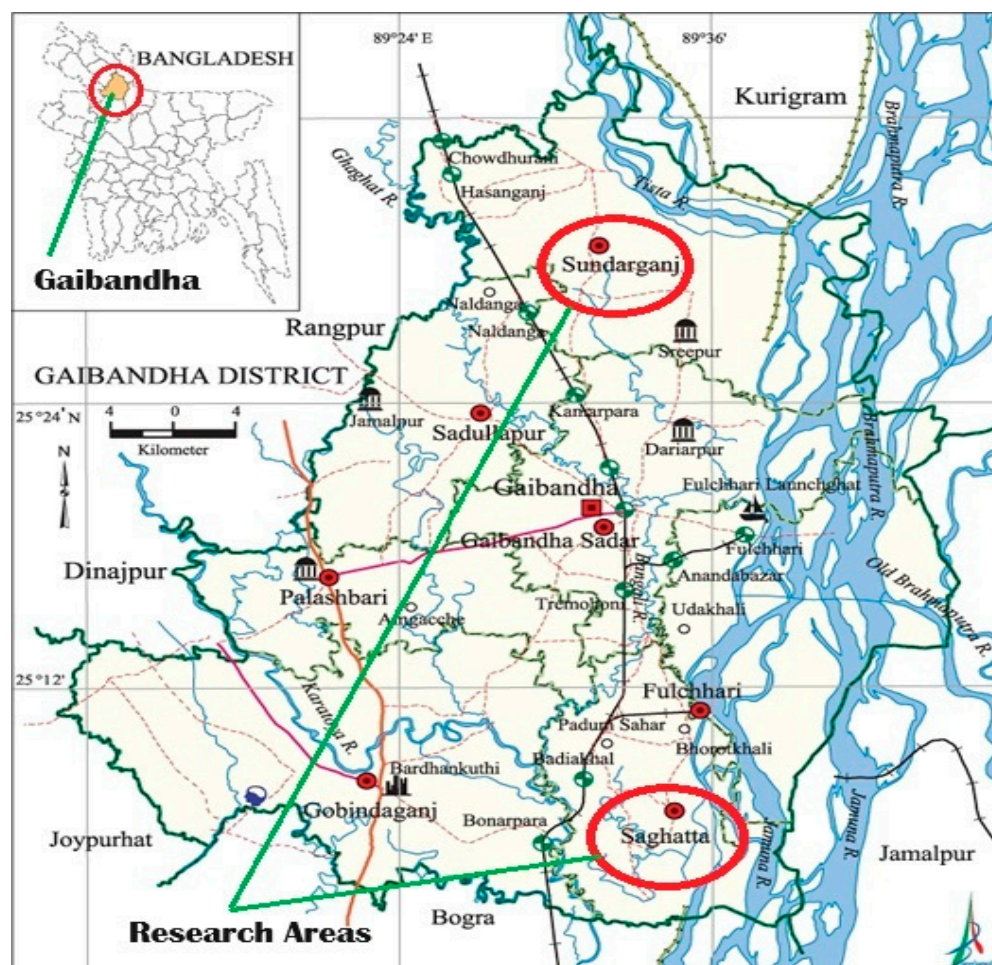 89°24' E
89°36'
BANGLADESH
Gaibandha
Kurigram
Brahmaputra R.
Ghaghat R.
Chowdhurani
Hasanganj
Tista R.
Sundarganj
Naldanga
Naldanga
Rangpur
Sreepur
GAIBANDHA DISTRICT
25°24' N
4 0 4
Kilometer
N
Jamalpur
Sadullapur
Kamarpara
Dariarpur
Brahmaputra R.
Gaibandha
Fulchhari Launchghat
Galbandha Sadar
Fulchhari
Dinajpur
Palashbari
Anandabazar
Bangali R.
Old Brahmaputra R.
Udakhali
25°12'
Fulchhari
Karatoya R.
Padum Sahar
Bhorotkhali
Badiakhal
Bardhankuthi
Gobindaganj
Bonarpara
Saghatta
Joypurhat
Jamuna R.
Jamuna R.
Jamalpur
Bogra
Research Areas